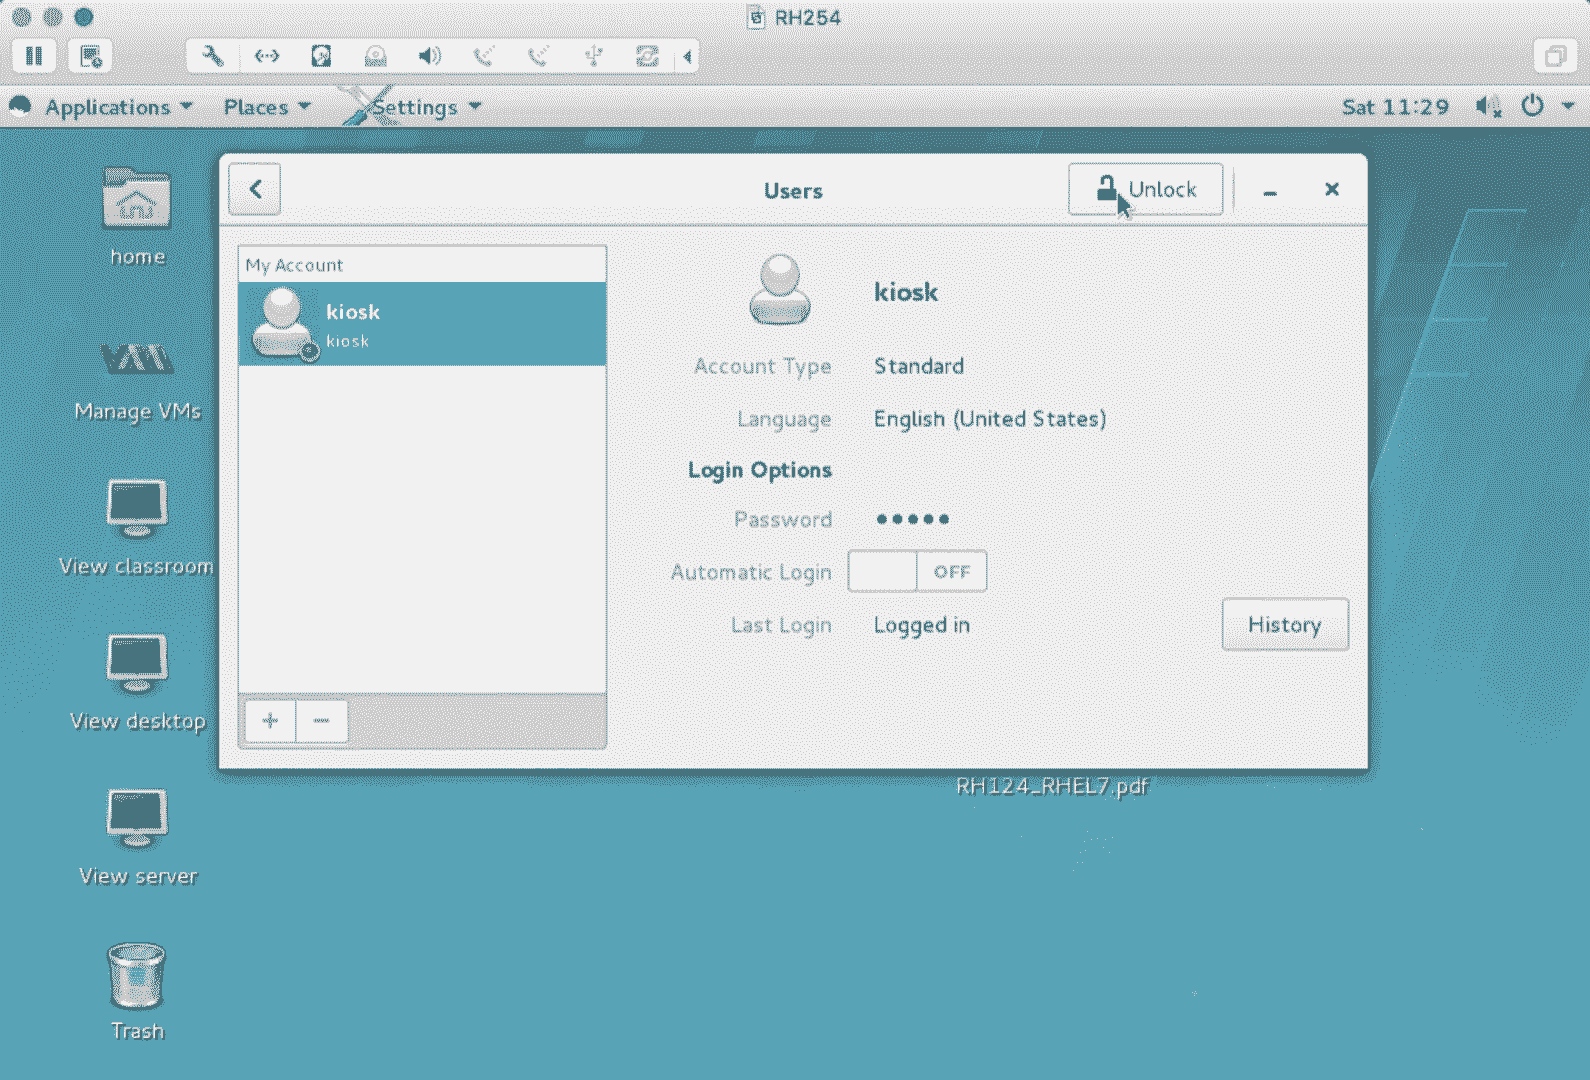 RH254
Applications Places Settings Sat 11:29
home
Manage VMs
View classroom
View desktop
View server
Trash
Users
Unlock
My Account
kiosk
kiosk
kiosk
Account Type Standard
Language English (United States)
Login Options
Password •••••
Automatic Login OFF
Last Login Logged in
History
RH124_RHEL7.pdf